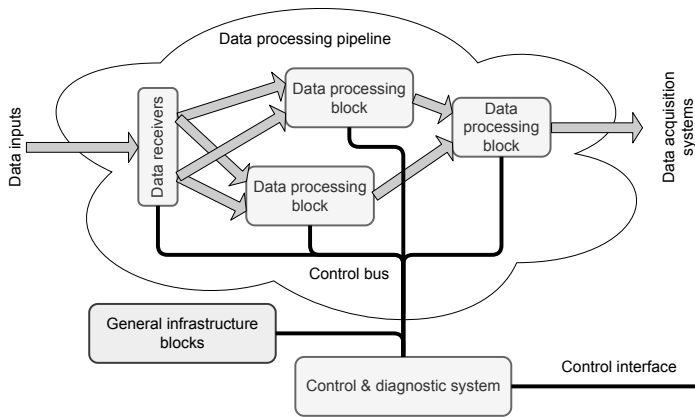 Data processing pipeline
Data inputs
Data receivers
Data processing
block
Data processing
block
Data
processing
block
Data acquisition
systems
Control bus
General infrastructure
blocks
Control & diagnostic system
Control interface